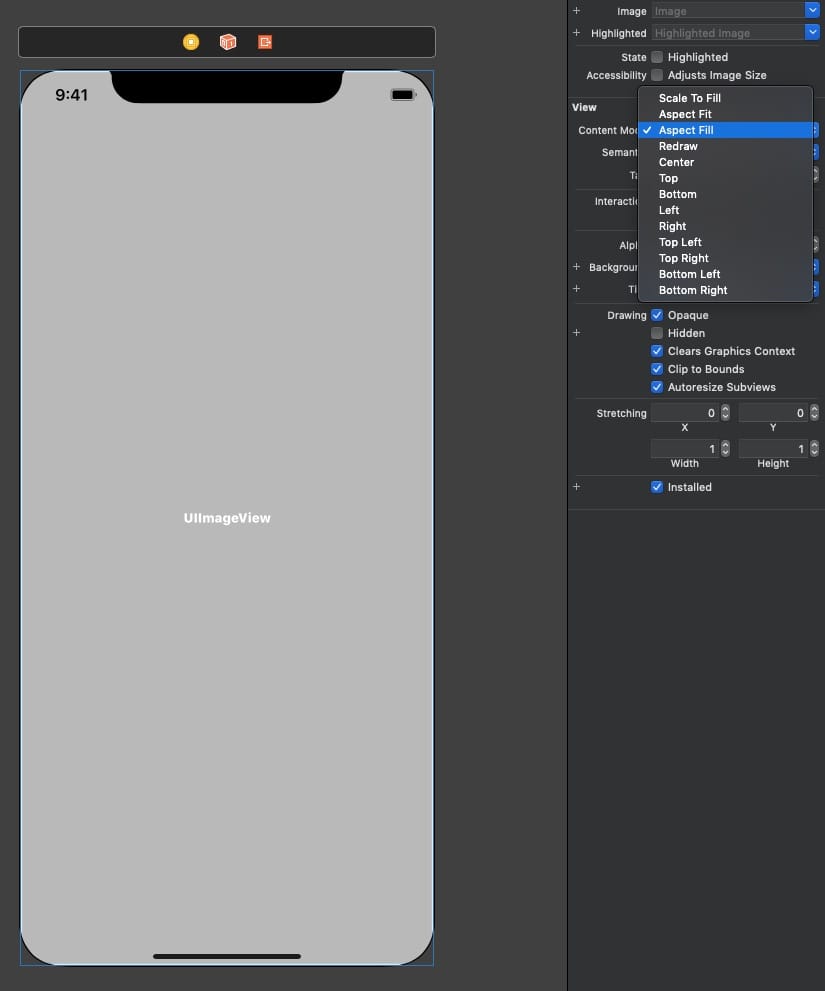 Image Image
Highlighted Highlighted Image
State Highlighted
Accessibility Adjusts Image Size
View
Content Mo
Semant
Ta
Interactio
Alph
Backgrou
Ti
Scale To Fill
Aspect Fit
Aspect Fill
Redraw
Center
Top
Bottom
Left
Right
Top Left
Top Right
Bottom Left
Bottom Right
Drawing Opaque
Hidden
Clears Graphics Context
Clip to Bounds
Autoresize Subviews
Stretching 0 0
X Y
1 1
Width Height
Installed
9:41
UIImageView